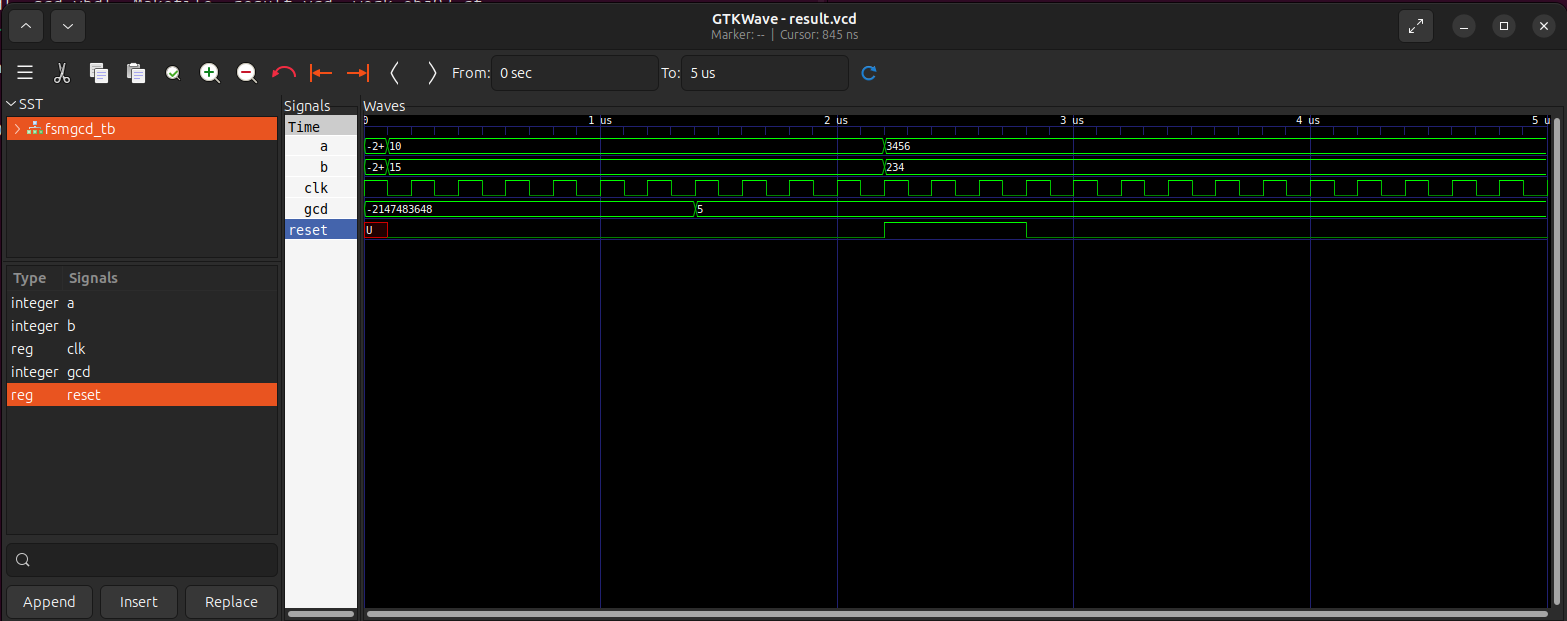 GTKWave - result.vcd
Marker: -- | Cursor: 845 ns
From: 0 sec To: 5 us
SST
fsmgcd_tb
Type Signals
integer a
integer b
reg clk
integer gcd
reg reset
Append Insert Replace
Signals
Time
a
b
clk
gcd
reset
Waves
0 1 us 2 us 3 us 4 us 5 u
-2+ 10 3456
-2+ 15 234
-2147483648 5
U